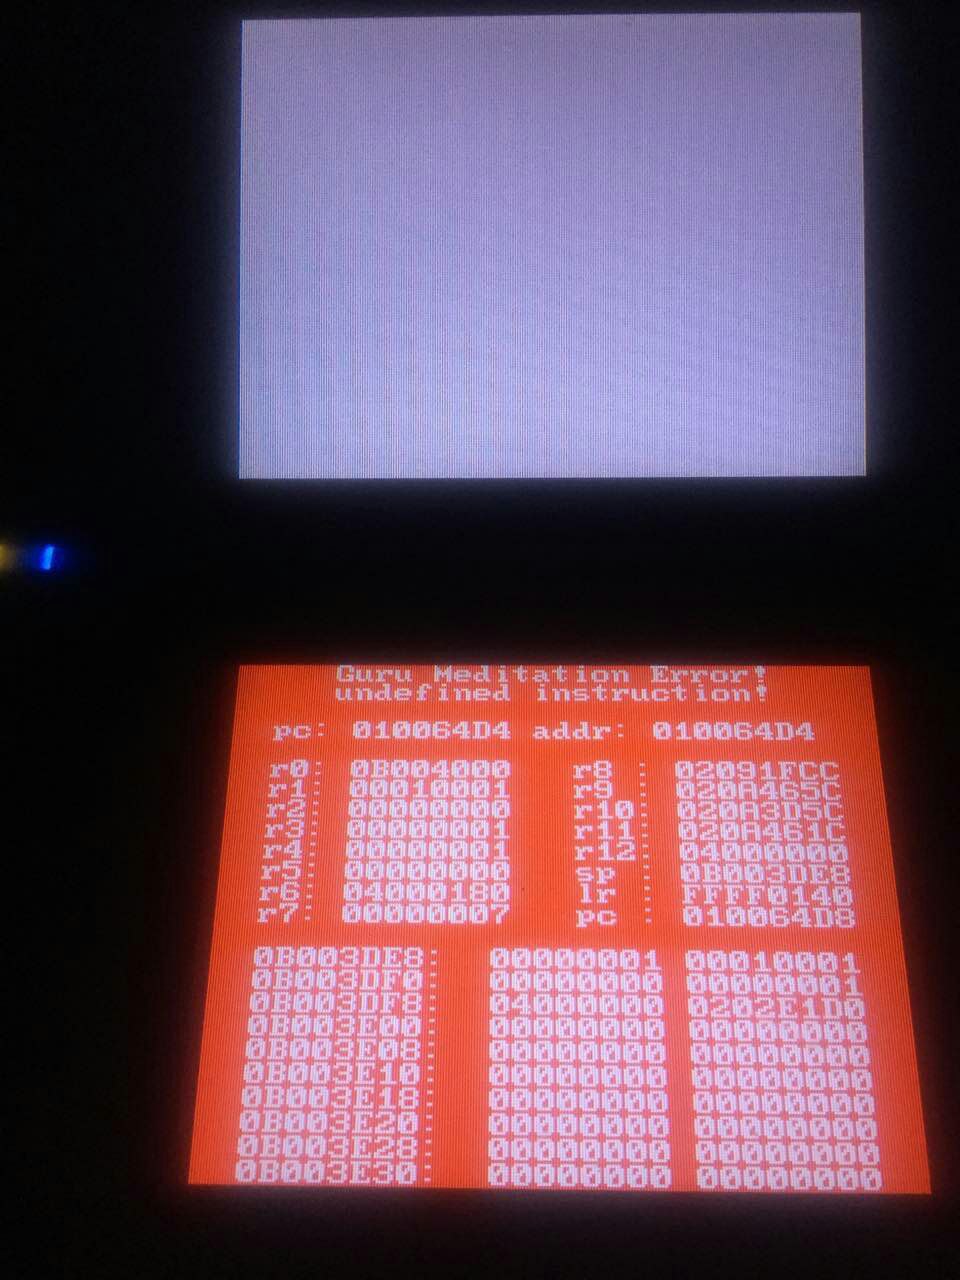 Guru Meditation Error!
undefined instruction!
pc: 010064D4 addr: 010064D4
r0: 0B004000 r8 : 02091FCC
r1: 00010001 r9 : 020A465C
r2: 00000000 r10: 020A3D5C
r3: 00000001 r11: 020A461C
r4: 00000001 r12: 04000000
r5: 00000000 sp : 0B003DE8
r6: 04000180 lr : FFFF0140
r7: 00000007 pc : 010064D8
0B003DE8: 00000001 00010001
0B003DF0: 00000000 00000001
0B003DF8: 04000000 0202E1D0
0B003E00: 00000000 00000000
0B003E08: 00000000 00000000
0B003E10: 00000000 00000000
0B003E18: 00000000 00000000
0B003E20: 00000000 00000000
0B003E28: 00000000 00000000
0B003E30: 00000000 00000000